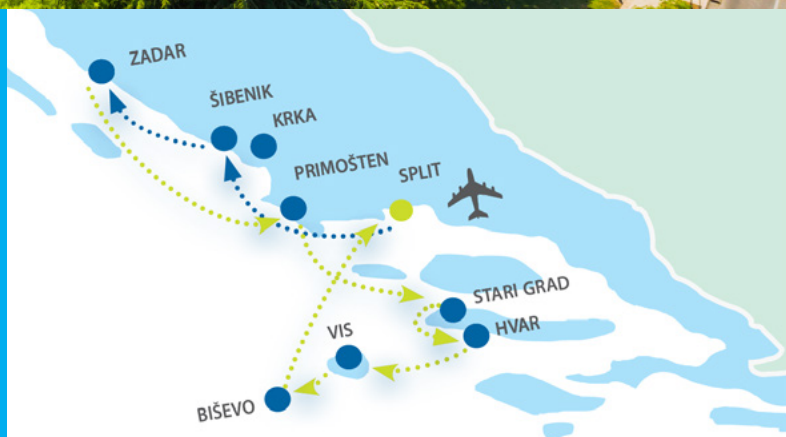 ZADAR
ŠIBENIK
KRKA
PRIMOŠTEN
SPLIT
STARI GRAD
HVAR
VIS
BIŠEVO